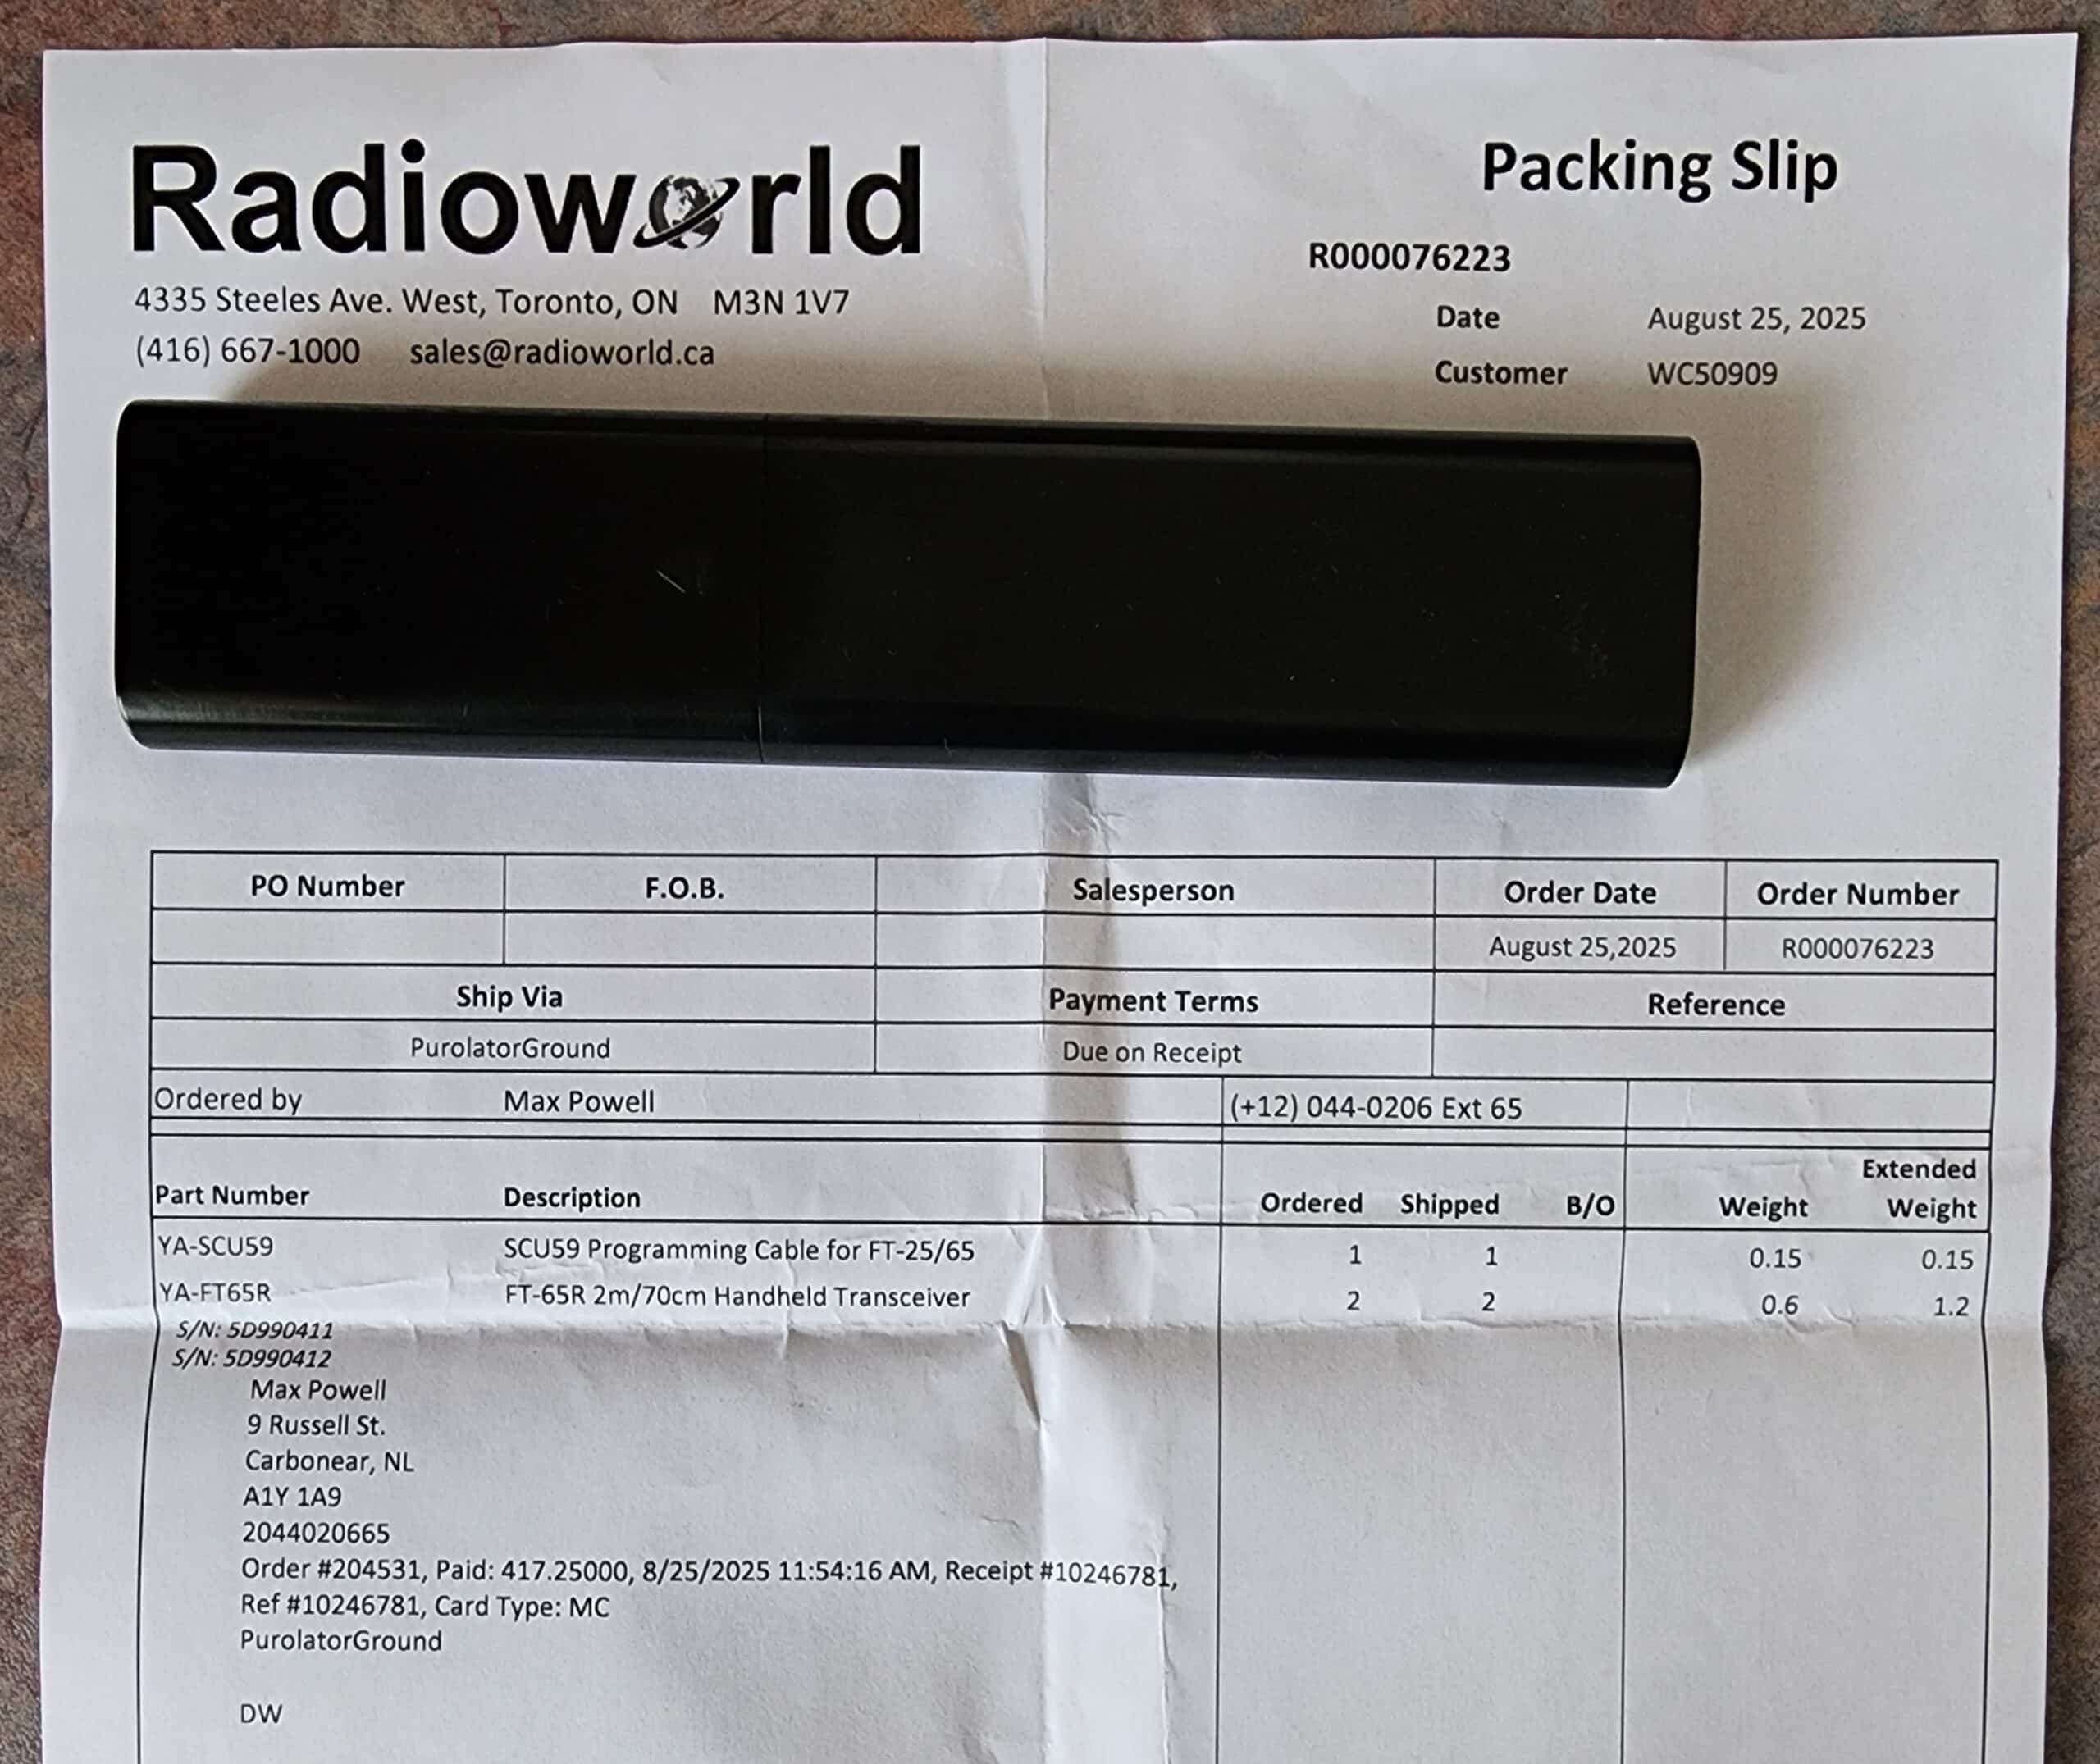 Radioworld
4335 Steeles Ave. West, Toronto, ON M3N 1V7
(416) 667-1000 sales@radioworld.ca
Packing Slip
R000076223
Date August 25, 2025
Customer WC50909
PO Number F.O.B. Salesperson Order Date Order Number
August 25,2025 R000076223
Ship Via Payment Terms Reference
PurolatorGround Due on Receipt
Ordered by Max Powell (+12) 044-0206 Ext 65
Part Number Description Ordered Shipped B/O Weight Extended Weight
YA-SCU59 SCU59 Programming Cable for FT-25/65 1 1 0.15 0.15
YA-FT65R FT-65R 2m/70cm Handheld Transceiver 2 2 0.6 1.2
S/N: 5D990411
S/N: 5D990412
Max Powell
9 Russell St.
Carbonear, NL
A1Y 1A9
2044020665
Order #204531, Paid: 417.25000, 8/25/2025 11:54:16 AM, Receipt #10246781,
Ref #10246781, Card Type: MC
PurolatorGround
DW